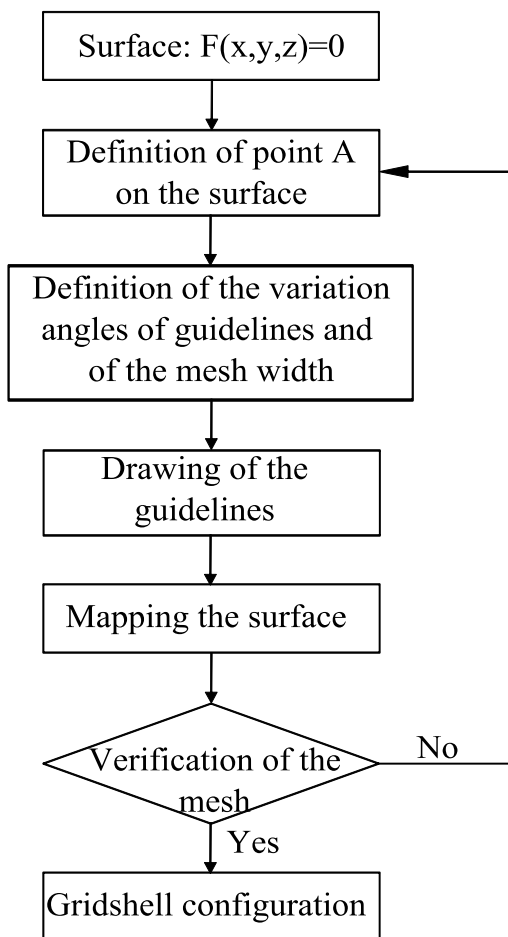 Surface: F(x,y,z)=0
Definition of point A
on the surface
Definition of the variation
angles of guidelines and
of the mesh width
Drawing of the
guidelines
Mapping the surface
Verification of the
mesh
No
Yes
Gridshell configuration